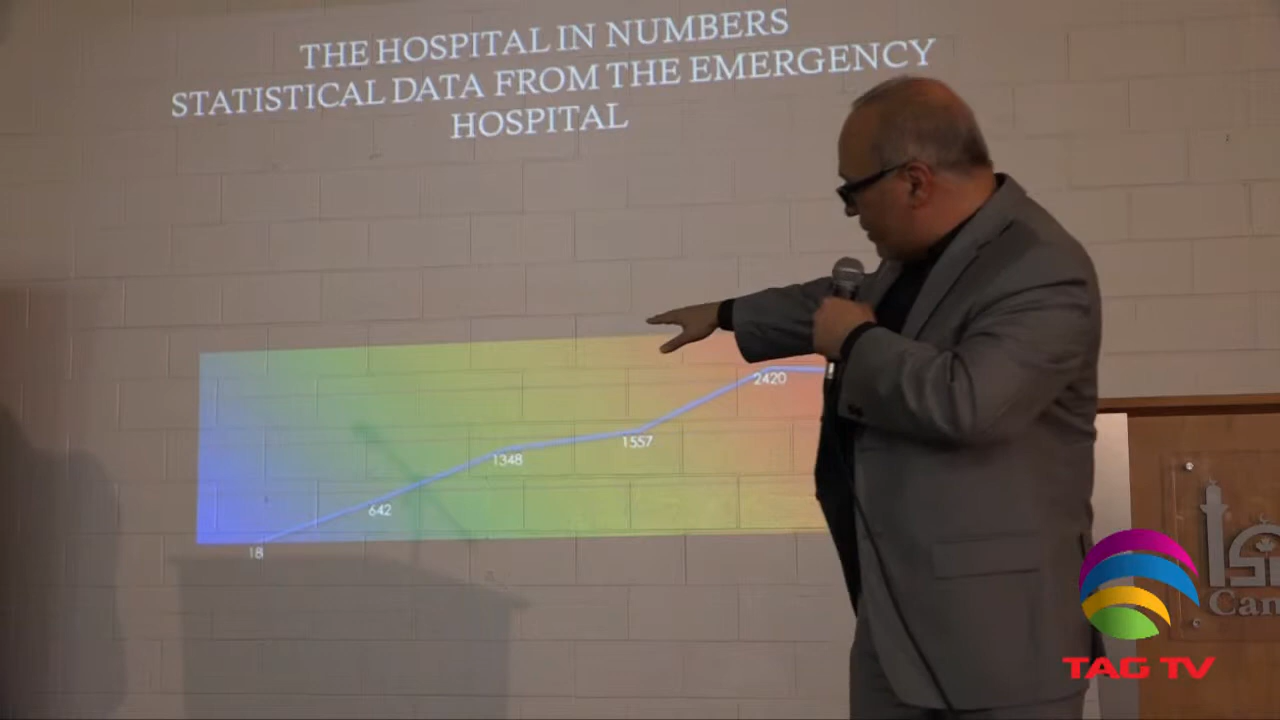 THE HOSPITAL IN NUMBERS
STATISTICAL DATA FROM THE EMERGENCY
HOSPITAL
2420
1557
1348
642
18
TAG TV